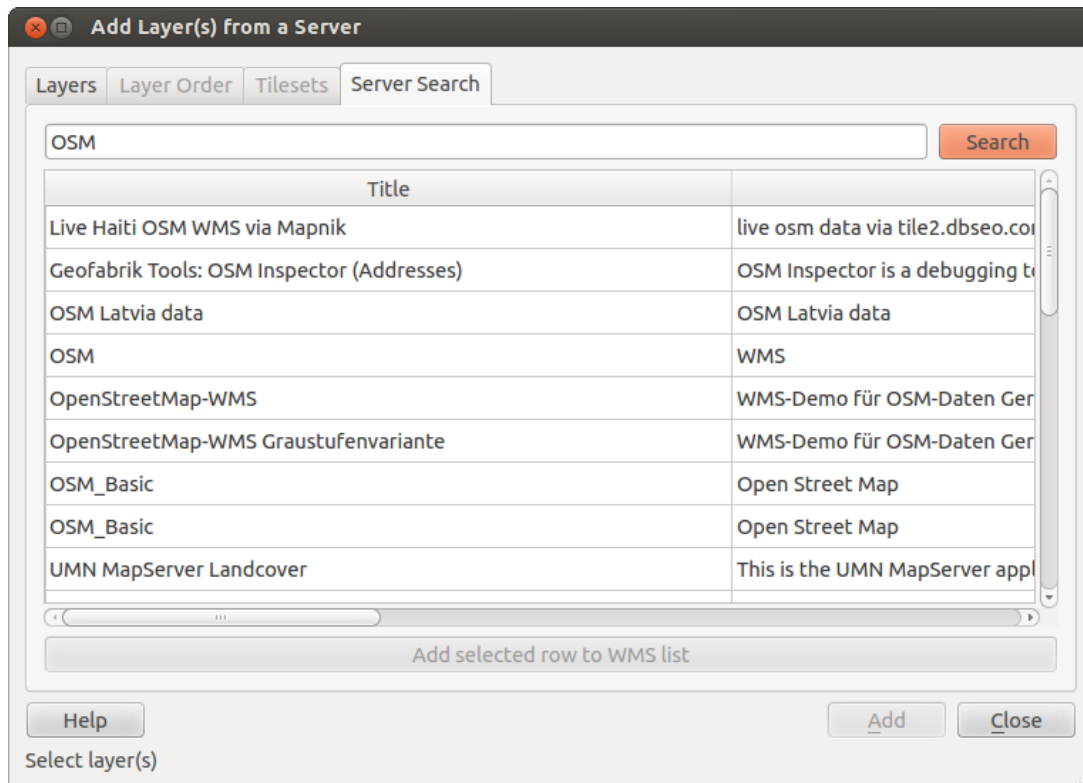 Add Layer(s) from a Server
Layers Layer Order Tilesets Server Search
OSM Search
Title
Live Haiti OSM WMS via Mapnik live osm data via tile2.dbseo.com
Geofabrik Tools: OSM Inspector (Addresses) OSM Inspector is a debugging to
OSM Latvia data OSM Latvia data
OSM WMS
OpenStreetMap-WMS WMS-Demo für OSM-Daten Ger
OpenStreetMap-WMS Graustufenvariante WMS-Demo für OSM-Daten Ger
OSM_Basic Open Street Map
OSM_Basic Open Street Map
UMN MapServer Landcover This is the UMN MapServer appl
Add selected row to WMS list
Help Add Close
Select layer(s)